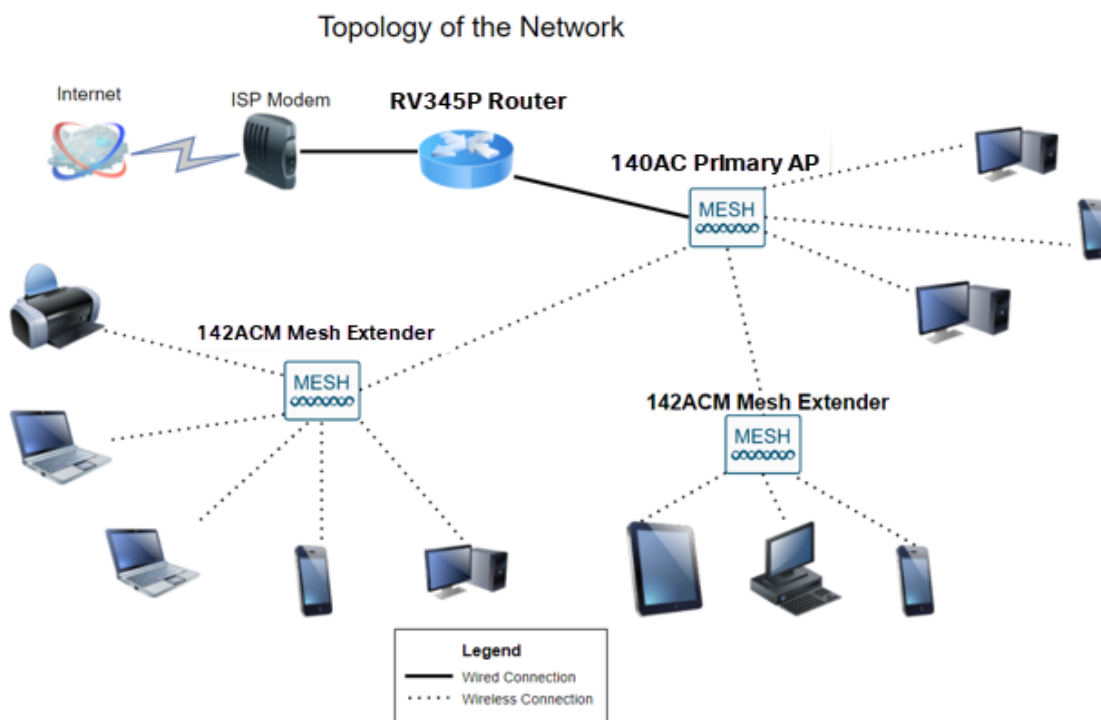 Topology of the Network
Internet
ISP Modem
RV345P Router
140AC PrImary AP
MESH
142ACM Mesh Extender
MESH
142ACM Mesh Extender
MESH
Legend
Wired Connection
Wireless Connection